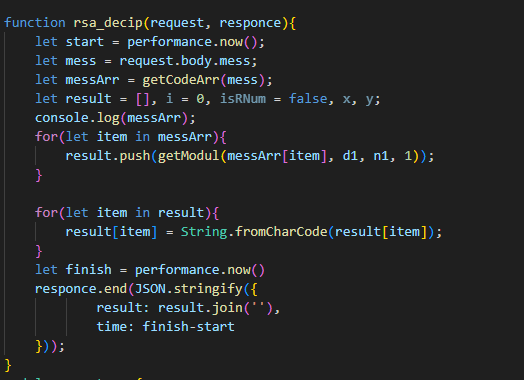 function rsa_decip(request, responce){
let start = performance.now();
let mess = request.body.mess;
let messArr = getCodeArr(mess);
let result = [], i = 0, isRNum = false, x, y;
console.log(messArr);
for(let item in messArr){
result.push(getModul(messArr[item], d1, n1, 1));
}
for(let item in result){
result[item] = String.fromCharCode(result[item]);
}
let finish = performance.now()
responce.end(JSON.stringify({
result: result.join(''),
time: finish-start
}));
}